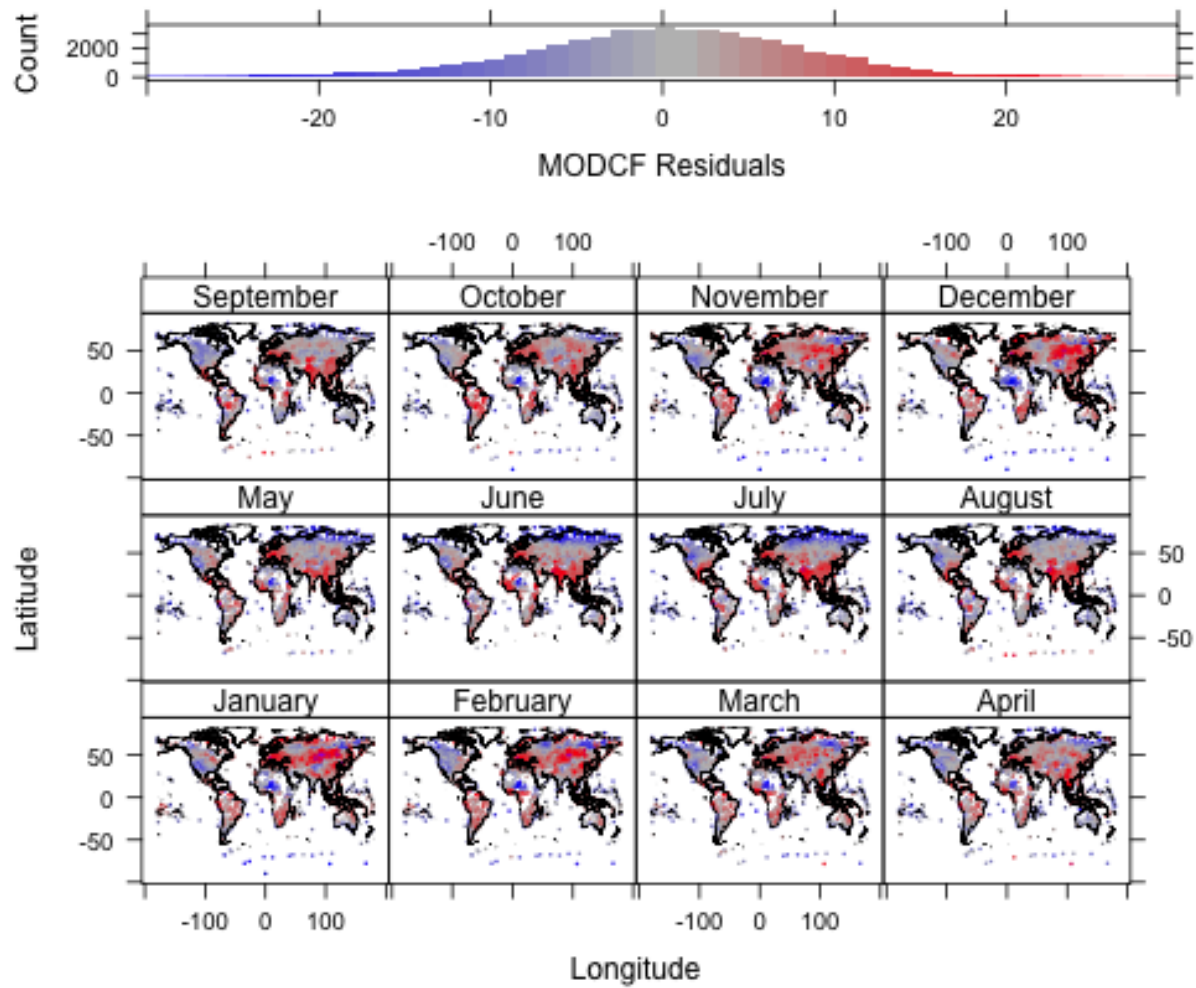 Count
2000
0
-20 -10 0 10 20
MODCF Residuals
-100 0 100 -100 0 100
September October November December
50
0
-50
May June July August
Latitude
50
0
-50
January February March April
50
0
-50
-100 0 100 -100 0 100
Longitude